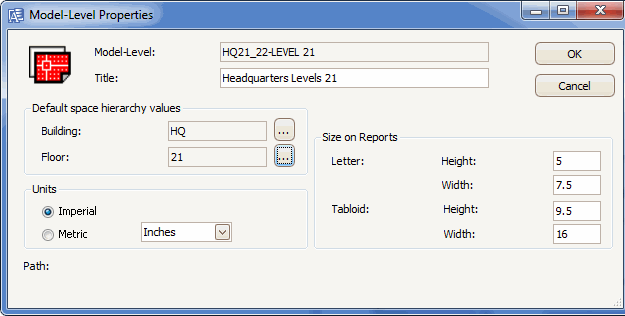 Model-Level Properties
Model-Level: HQ21_22-LEVEL 21 OK
Title: Headquarters Levels 21 Cancel
Default space hierarchy values
Building: HQ ...
Floor: 21 ...
Size on Reports
Letter: Height: 5
Width: 7.5
Tabloid: Height: 9.5
Width: 16
Units
Imperial
Metric Inches
Path: